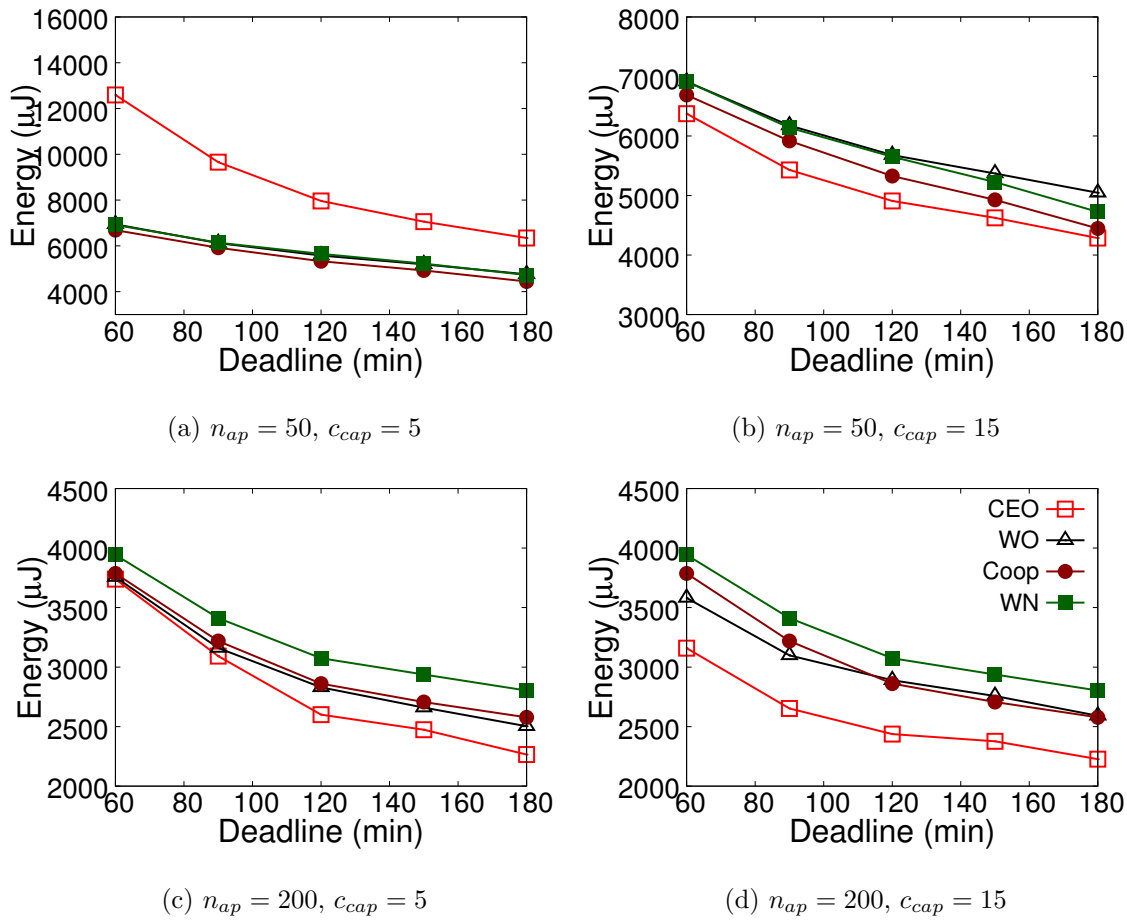 16000
14000
12000
10000
8000
6000
4000
Energy (μJ)
60 80 100 120 140 160 180
Deadline (min)
(a) n_ap = 50, c_cap = 5
8000
7000
6000
5000
4000
3000
Energy (μJ)
60 80 100 120 140 160 180
Deadline (min)
(b) n_ap = 50, c_cap = 15
4500
4000
3500
3000
2500
2000
Energy (μJ)
60 80 100 120 140 160 180
Deadline (min)
(c) n_ap = 200, c_cap = 5
4500
4000
3500
3000
2500
2000
Energy (μJ)
CEO
WO
Coop
WN
60 80 100 120 140 160 180
Deadline (min)
(d) n_ap = 200, c_cap = 15